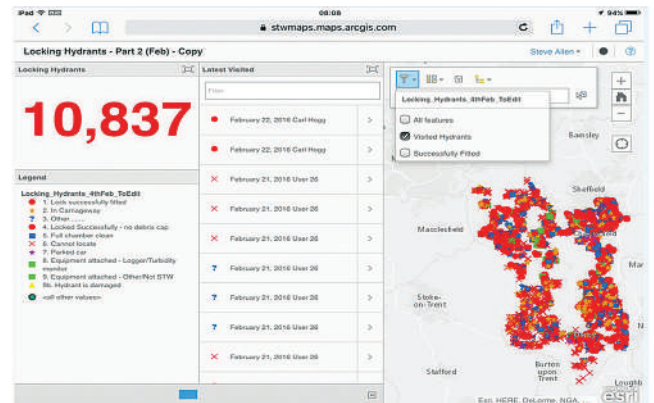 iPad
08:08
94%
stwmaps.maps.arcgis.com
Locking Hydrants - Part 2 (Feb) - Copy
Steve Allen
Locking Hydrants
10,837
Legend
Locking_Hydrants_4thFeb_ToEdit
1. Lock successfully fitted
2. In Carriageway
3. Other......
4. Locked Successfully - no debris cap
5. Full chamber clean
6. Cannot locate
7. Parked car
8. Equipment attached - Logger/Turbidity
monitor
9. Equipment attached - Other/Not STW
9b. Hydrant is damaged
<all other values>
Latest Visited
Filter
February 22, 2016 Carl Hogg
February 22, 2016 Carl Hogg
February 21, 2016 User 26
February 21, 2016 User 26
February 21, 2016 User 26
February 21, 2016 User 26
February 21, 2016 User 26
February 21, 2016 User 26
February 21, 2016 User 26
Locking_Hydrants_4thFeb_ToEdit
All features
Visited Hydrants
Successfully Fitted
Barnsley
Sheffield
Macclesfield
Mar
Stoke-
on-Trent
N
Stafford
Burton
upon
Trent
Loughb
Esri, HERE, DeLorme, NGA,
esri